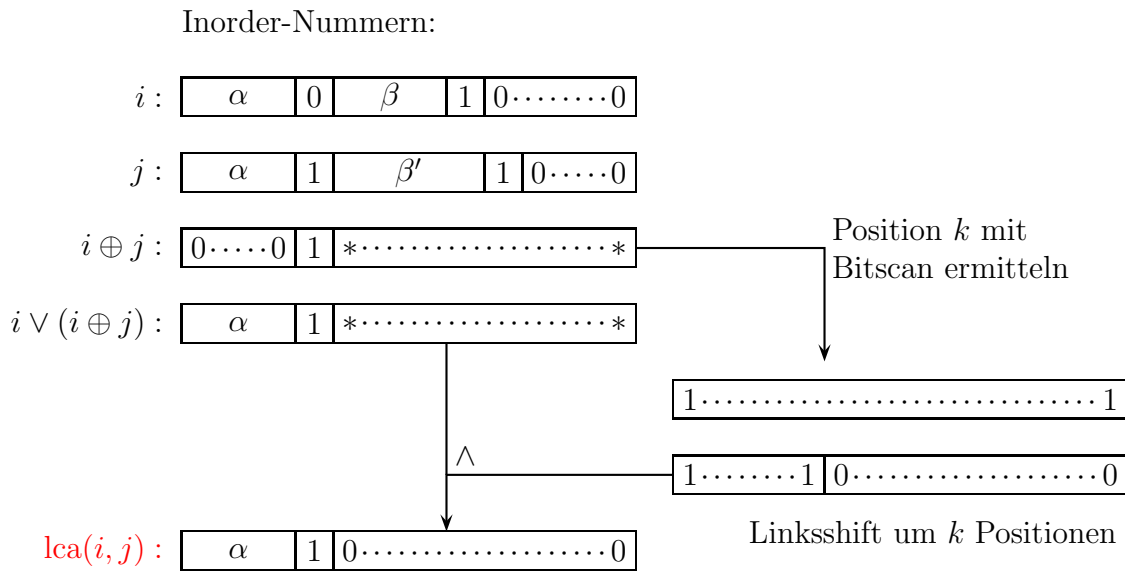 Inorder-Nummern:
i : α 0 β 1 0········0
j : α 1 β′ 1 0·····0
i ⊕ j : 0·····0 1 ∗·····················∗
Position k mit
Bitscan ermitteln
i ∨ (i ⊕ j) : α 1 ∗·····················∗
1·································1
∧
1········1 0·····················0
lca(i, j) : α 1 0·····················0
Linksshift um k Positionen